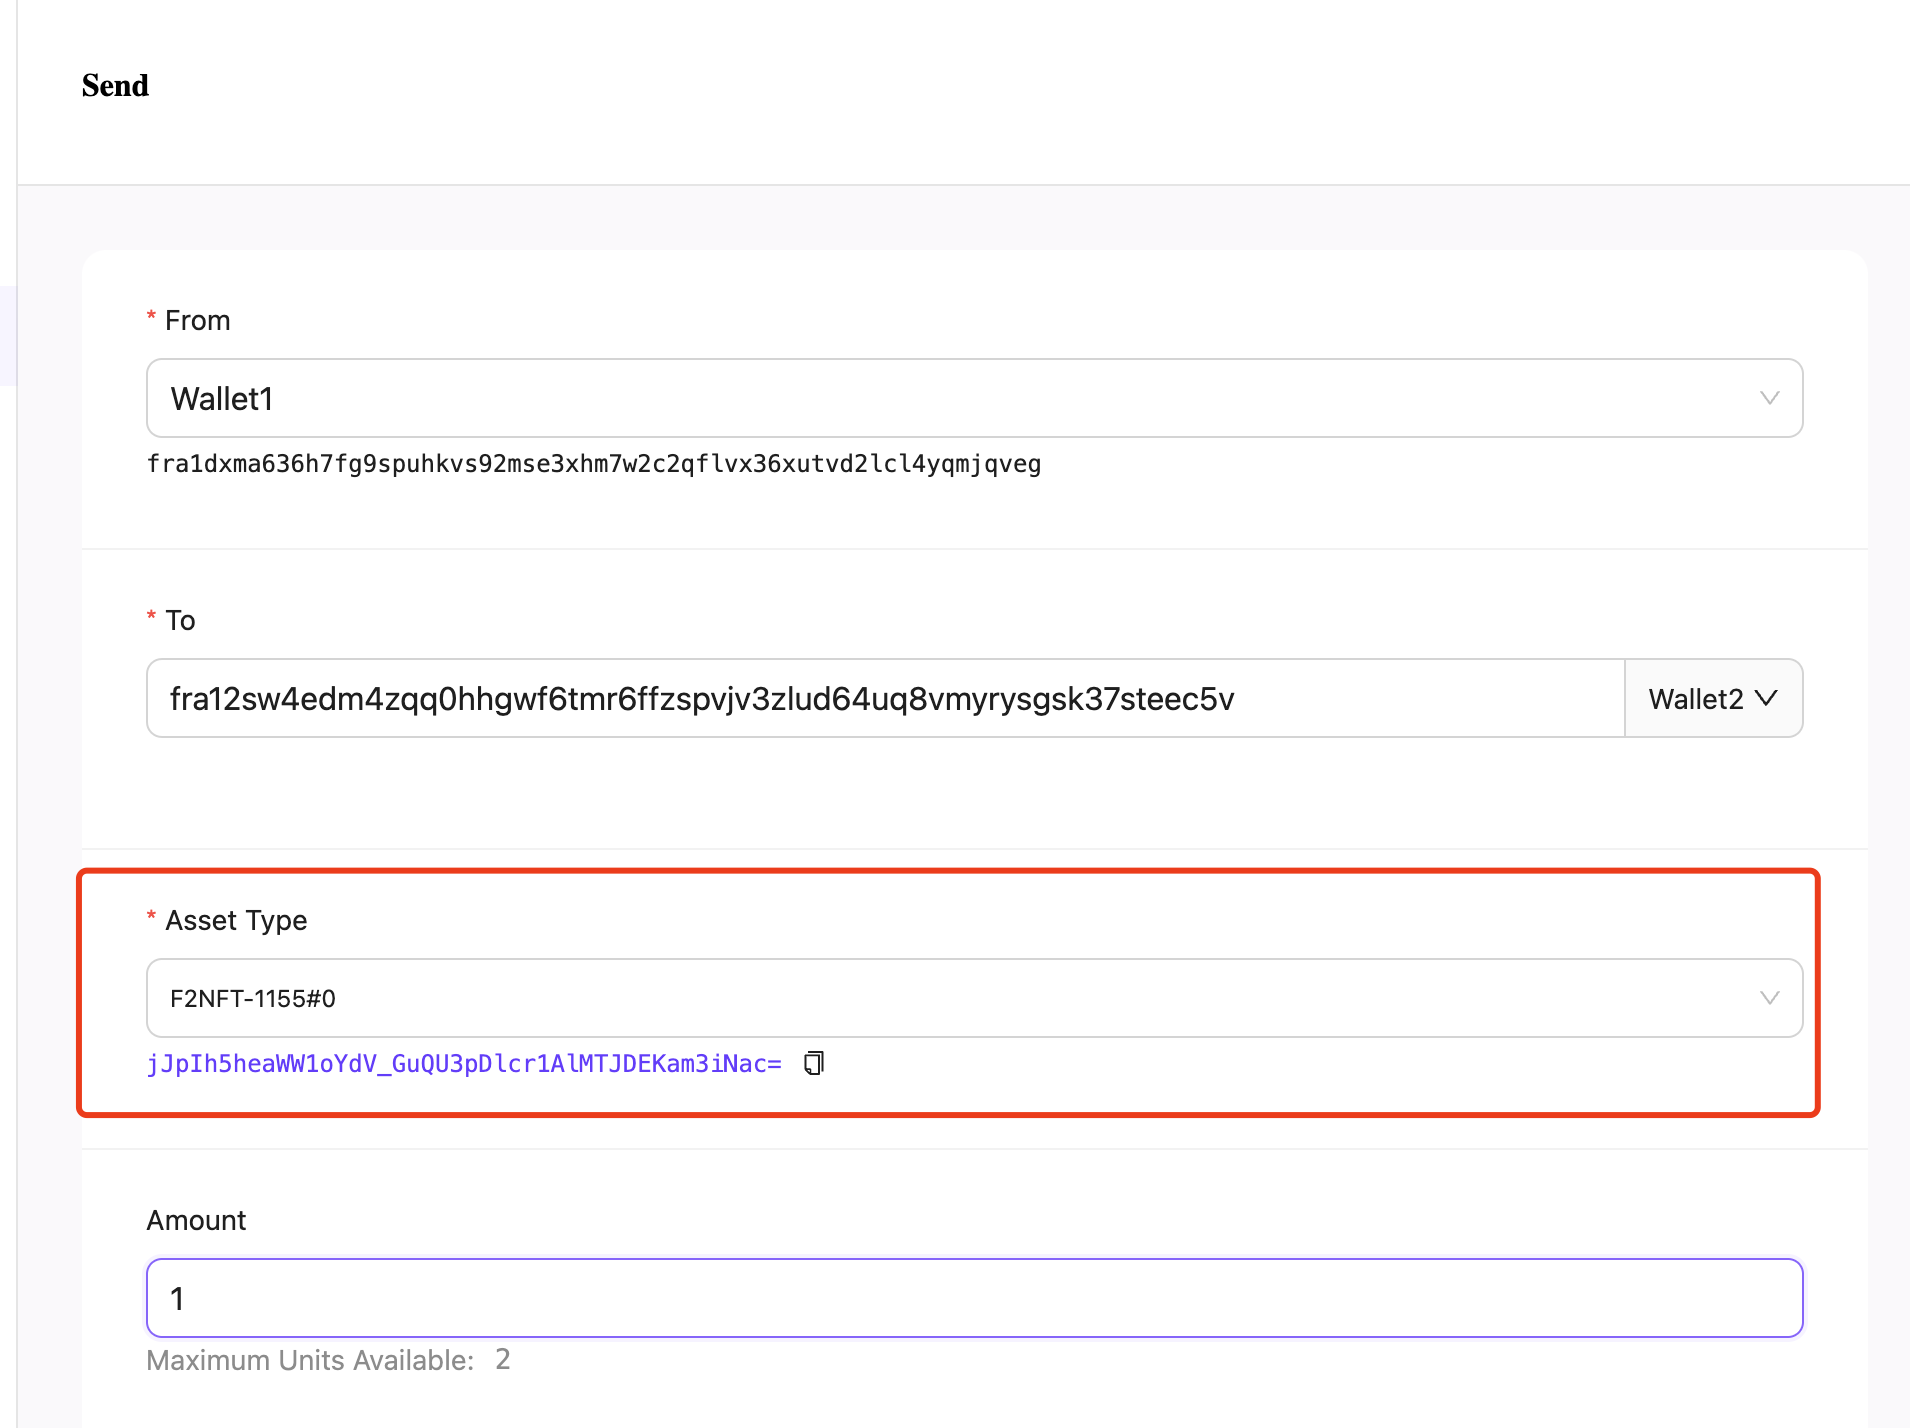 Send
* From
Wallet1
fra1dxma636h7fg9spuhkvs92mse3xhm7w2c2qflvx36xutvd2lcl4yqmjqveg
* To
fra12sw4edm4zqq0hhgwf6tmr6ffzspvjv3zlud64uq8vmyrysgsk37steec5v
Wallet2
* Asset Type
F2NFT-1155#0
jJpIh5heaWW1oYdV_GuQU3pDlcr1AlMTJDEKam3iNac=
Amount
1
Maximum Units Available: 2